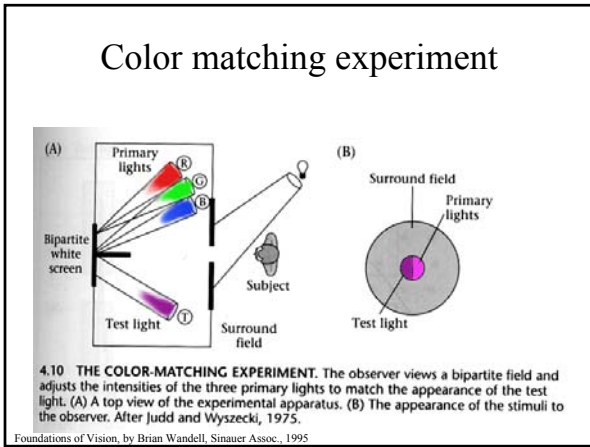 Color matching experiment
(A)
Primary
lights
R
G
B
Bipartite
white
screen
Subject
Test light
T
Surround
field
(B)
Surround field
Primary
lights
Test light
4.10 THE COLOR-MATCHING EXPERIMENT. The observer views a bipartite field and
adjusts the intensities of the three primary lights to match the appearance of the test
light. (A) A top view of the experimental apparatus. (B) The appearance of the stimuli to
the observer. After Judd and Wyszecki, 1975.
Foundations of Vision, by Brian Wandell, Sinauer Assoc., 1995